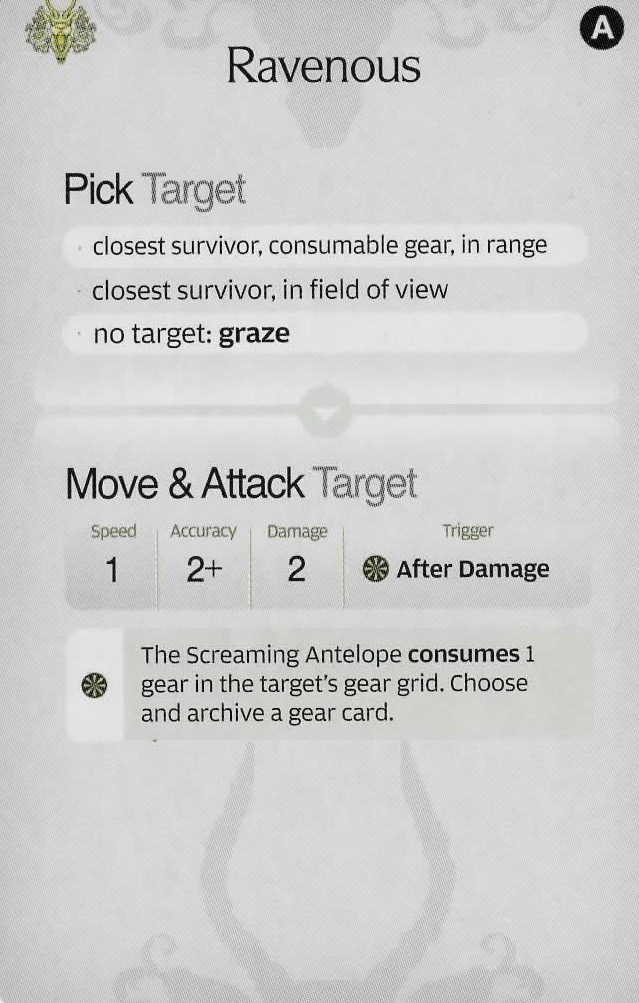 A
Ravenous
Pick Target
· closest survivor, consumable gear, in range
· closest survivor, in field of view
· no target: graze
Move & Attack Target
Speed Accuracy Damage Trigger
1 2+ 2 After Damage
The Screaming Antelope consumes 1
gear in the target's gear grid. Choose
and archive a gear card.